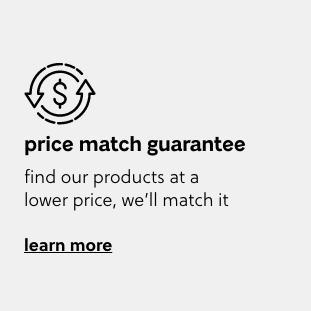 $
price match guarantee
find our products at a
lower price, we'll match it
learn more